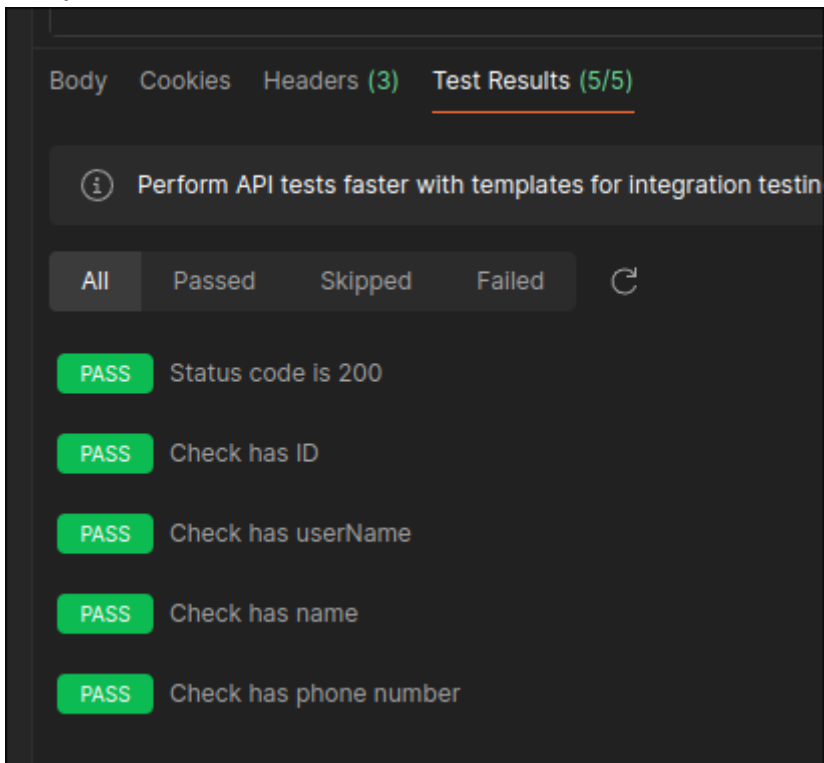 Body Cookies Headers (3) Test Results (5/5)
Perform API tests faster with templates for integration testin
All Passed Skipped Failed
PASS Status code is 200
PASS Check has ID
PASS Check has userName
PASS Check has name
PASS Check has phone number